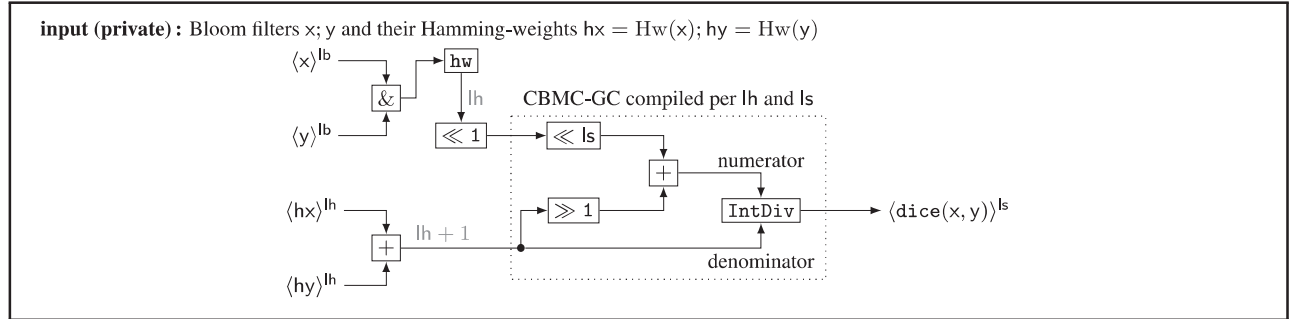 input (private) : Bloom filters x; y and their Hamming-weights hx = Hw(x); hy = Hw(y)
⟨x⟩^lb
hw
&
lh
CBMC-GC compiled per lh and ls
⟨y⟩^lb
≪ 1
≪ ls
numerator
+
⟨hx⟩^lh
≫ 1
IntDiv
⟨dice(x, y)⟩^ls
lh + 1
+
denominator
⟨hy⟩^lh